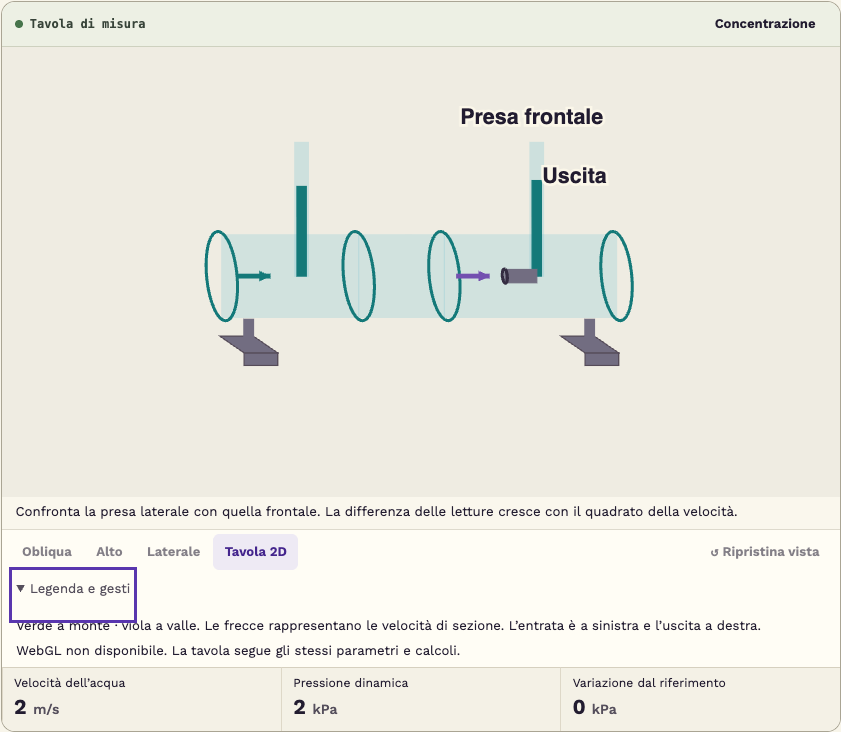 Tavola di misura
Concentrazione
Presa frontale
Uscita
Confronta la presa laterale con quella frontale. La differenza delle letture cresce con il quadrato della velocità.
Obliqua Alto Laterale Tavola 2D ↺ Ripristina vista
▼ Legenda e gesti
Verde a monte · viola a valle. Le frecce rappresentano le velocità di sezione. L’entrata è a sinistra e l’uscita a destra.
WebGL non disponibile. La tavola segue gli stessi parametri e calcoli.
Velocità dell’acqua
2 m/s
Pressione dinamica
2 kPa
Variazione dal riferimento
0 kPa